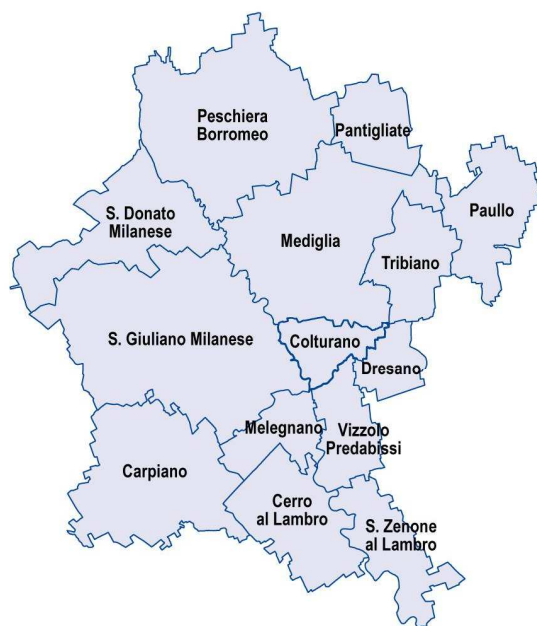 Peschiera
Borromeo
Pantigliate
S. Donato
Milanese
Paullo
Mediglia
Tribiano
S. Giuliano Milanese
Colturano
Dresano
Melegnano
Vizzolo
Predabissi
Carpiano
Cerro
al Lambro
S. Zenone
al Lambro